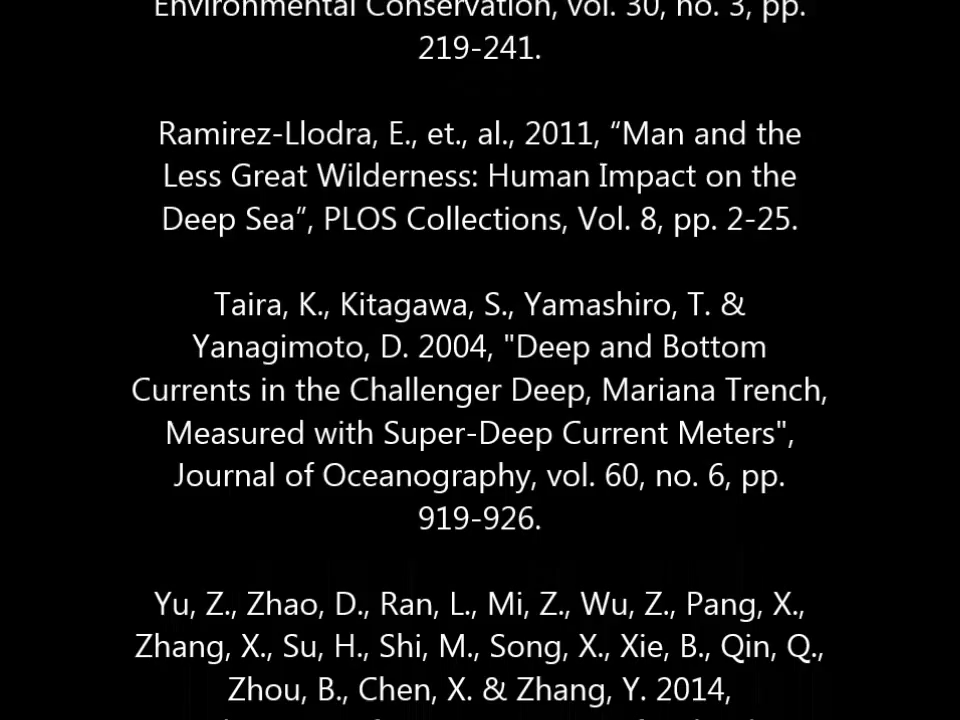 Environmental Conservation, vol. 30, no. 3, pp.
219-241.
Ramirez-Llodra, E., et., al., 2011, “Man and the
Less Great Wilderness: Human Impact on the
Deep Sea”, PLOS Collections, Vol. 8, pp. 2-25.
Taira, K., Kitagawa, S., Yamashiro, T. &
Yanagimoto, D. 2004, "Deep and Bottom
Currents in the Challenger Deep, Mariana Trench,
Measured with Super-Deep Current Meters",
Journal of Oceanography, vol. 60, no. 6, pp.
919-926.
Yu, Z., Zhao, D., Ran, L., Mi, Z., Wu, Z., Pang, X.,
Zhang, X., Su, H., Shi, M., Song, X., Xie, B., Qin, Q.,
Zhou, B., Chen, X. & Zhang, Y. 2014,